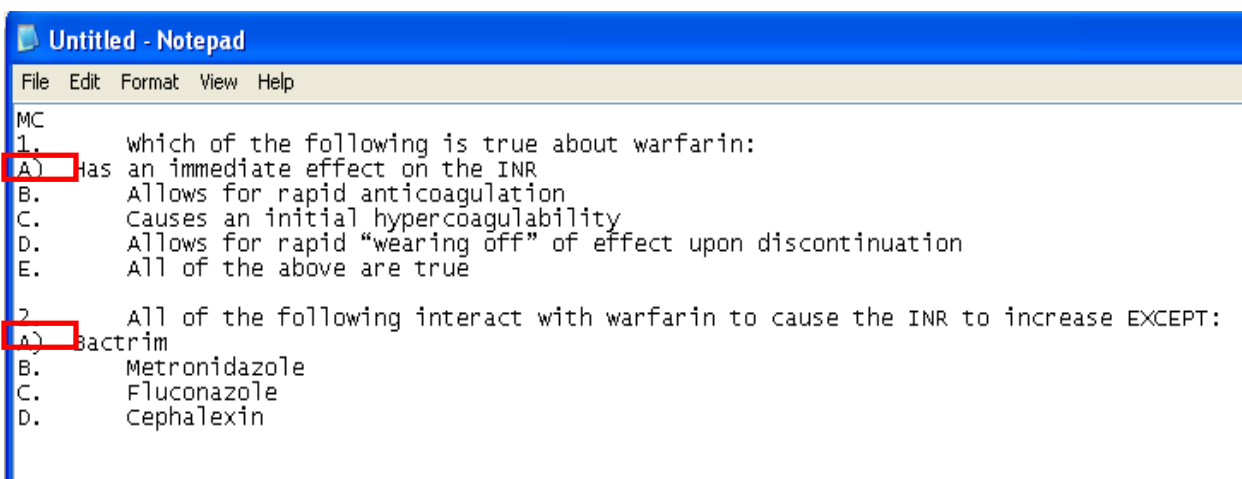 Untitled - Notepad
File Edit Format View Help
MC
1. Which of the following is true about warfarin:
A) Has an immediate effect on the INR
B. Allows for rapid anticoagulation
C. Causes an initial hypercoagulability
D. Allows for rapid “wearing off” of effect upon discontinuation
E. All of the above are true
2. All of the following interact with warfarin to cause the INR to increase EXCEPT:
A) Bactrim
B. Metronidazole
C. Fluconazole
D. Cephalexin